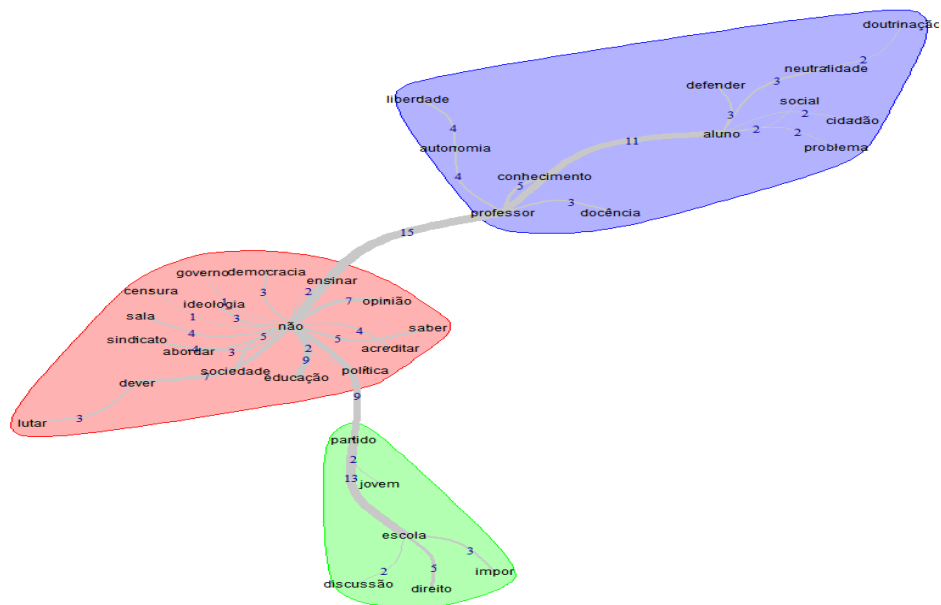 doutrinação
2
neutralidade
3
defender
liberdade
social
3
2
cidadão
4
aluno
2
2
11
autonomia
problema
4
conhecimento
5
professor
3
docência
15
governo
democracia
ensinar
censura
3
2
ideologia
1
7
opinião
sala
1
3
não
4
saber
sindicato
4
5
5
abordar
3
2
acreditar
4
9
sociedade
educação
política
dever
7
9
lutar
3
partido
2
13
jovem
escola
3
discussão
2
5
impor
direito